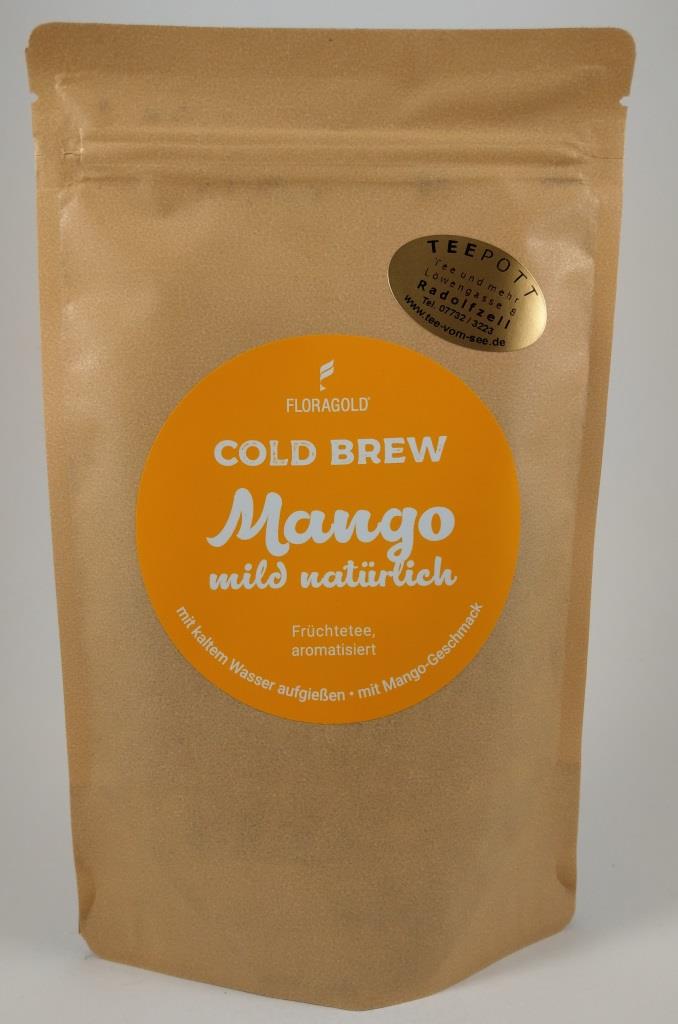 TEEPOTT
Tee und mehr
Löwengasse 8
Radolfzell
Tel. 07732 / 3223
www.tee-vom-see.de
FLORAGOLD®
COLD BREW
Mango
mild natürlich
Früchtetee,
aromatisiert
mit kaltem Wasser aufgießen • mit Mango-Geschmack